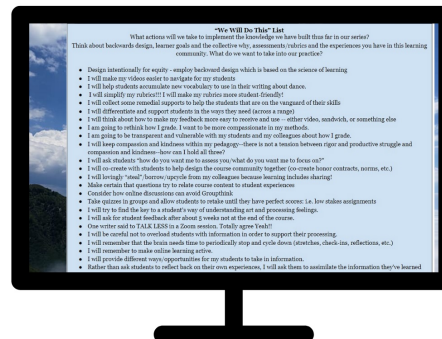 "We Will Do This" List
What actions will we take to implement the knowledge we have built thus far in our series?
Think about backwards design, learner goals and the collective why, assessments/rubrics and the experiences you have in this learning
community. What do we want to take into our practice.
● Design intentionally for equity - employ backward design which is based on the science of learning
● I will make my videos easier to navigate for my students
● I will help students accumulate new vocabulary to use in their writing about dance.
● I will simplify my rubrics!!! I will make my rubrics more student-friendly!
● I will collect some remedial supports to help the students that are on the vanguard of their skills
● I will differentiate and support students in the ways they need (across a range)
● I will think about how to make my feedback more easy to receive and use -- either video, sandwich, or something else
● I am going to rethink how I grade. I want to be more compassionate in my methods.
● I am going to be transparent and vulnerable with my students and my colleagues about how I grade.
● I will keep compassion and kindness within my pedagogy--there is not a tension between rigor and productive struggle and
compassion and kindness--how can I hold all three?
● I will ask students "how do you want me to assess you/what do you want me to focus on?"
● I will co-create with students to help design the course together (co-create honor contracts, norms, etc.)
● I will lovingly "steal"/borrow/upcycle from my colleagues because learning includes sharing!
● Make certain that questions try to relate course content to student experiences
● Consider how online discussions can avoid Groupthink
● Take quizzes in groups and allow students to retake until they have perfect scores: i.e. low stakes assignments
● I will try to find the key to a student's way of understanding art and processing feelings.
● I will ask for student feedback after about 5 weeks not at the end of the course.
● One writer said to TALK LESS in a Zoom session. Totally agree Yeah!!
● I will be careful not to overload students with information in order to support their processing.
● I will remember that the brain needs time to periodically stop and cycle down (stretches, check-ins, reflections, etc.)
● I will remember to make online learning active.
● I will provide different ways/opportunities for my students to take in information.
● Rather than ask students to reflect back on their own experiences, I will ask them to assimilate the information they've learned